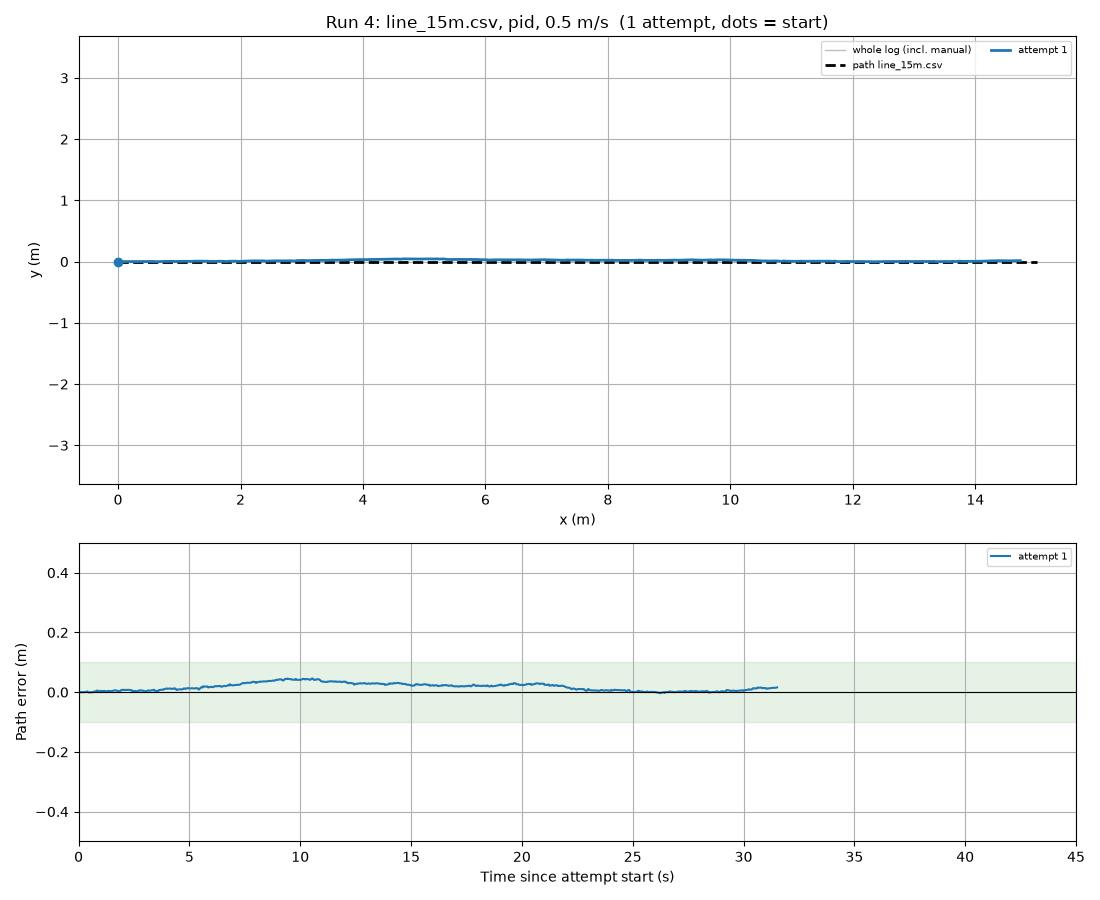 Run 4: line_15m.csv, pid, 0.5 m/s  (1 attempt, dots = start)
whole log (incl. manual)
path line_15m.csv
attempt 1
3
2
1
0
−1
−2
−3
y (m)
0 2 4 6 8 10 12 14
x (m)
attempt 1
0.4
0.2
0.0
−0.2
−0.4
Path error (m)
0 5 10 15 20 25 30 35 40 45
Time since attempt start (s)